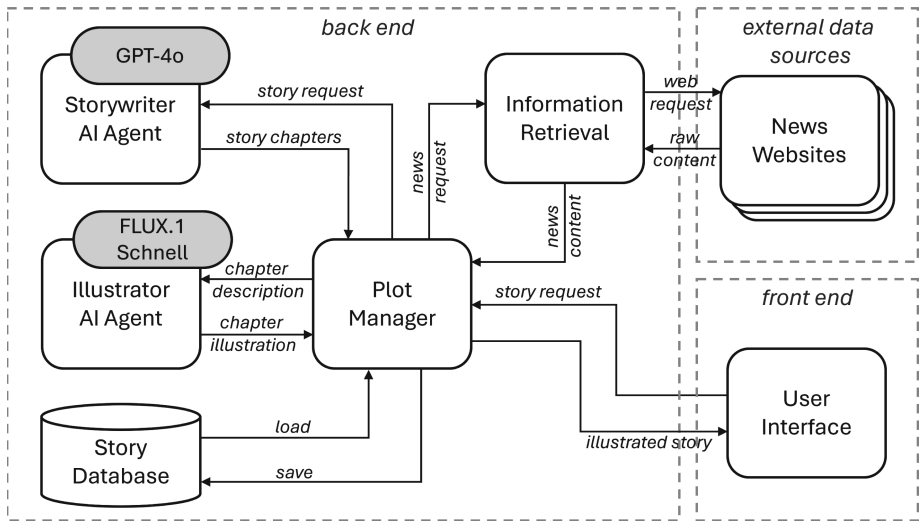 back end
external data
sources
GPT-4o
Storywriter
AI Agent
story request
story chapters
news
request
Information
Retrieval
web
request
raw
content
News
Websites
news
content
FLUX.1
Schnell
Illustrator
AI Agent
chapter
description
chapter
illustration
Plot
Manager
story request
front end
User
Interface
illustrated story
Story
Database
load
save